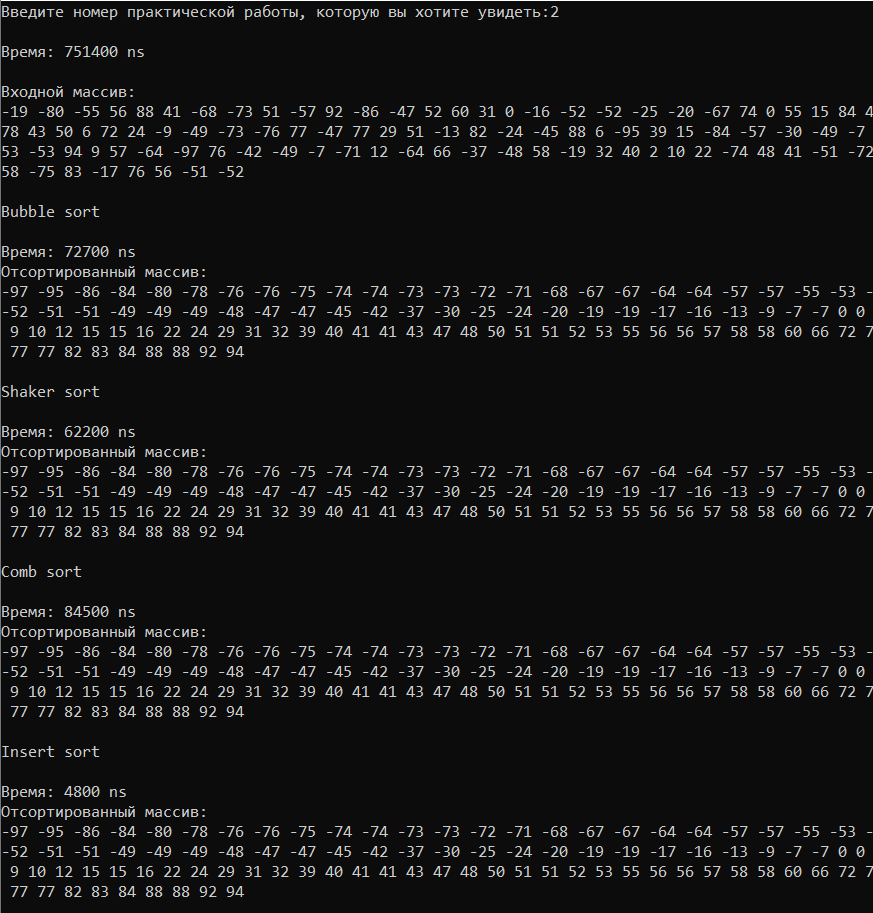 Введите номер практической работы, которую вы хотите увидеть:2
Время: 751400 ns
Входной массив:
-19 -80 -55 56 88 41 -68 -73 51 -57 92 -86 -47 52 60 31 0 -16 -52 -52 -25 -20 -67 74 0 55 15 84 4
78 43 50 6 72 24 -9 -49 -73 -76 77 -47 77 29 51 -13 82 -24 -45 88 6 -95 39 15 -84 -57 -30 -49 -7
53 -53 94 9 57 -64 -97 76 -42 -49 -7 -71 12 -64 66 -37 -48 58 -19 32 40 2 10 22 -74 48 41 -51 -72
58 -75 83 -17 76 56 -51 -52
Bubble sort
Время: 72700 ns
Отсортированный массив:
-97 -95 -86 -84 -80 -78 -76 -76 -75 -74 -74 -73 -73 -72 -71 -68 -67 -67 -64 -64 -57 -57 -55 -53 -
-52 -51 -51 -49 -49 -49 -48 -47 -47 -45 -42 -37 -30 -25 -24 -20 -19 -19 -17 -16 -13 -9 -7 -7 0 0
9 10 12 15 15 16 22 24 29 31 32 39 40 41 41 43 47 48 50 51 51 52 53 55 56 56 57 58 58 60 66 72 7
77 77 82 83 84 88 88 92 94
Shaker sort
Время: 62200 ns
Отсортированный массив:
-97 -95 -86 -84 -80 -78 -76 -76 -75 -74 -74 -73 -73 -72 -71 -68 -67 -67 -64 -64 -57 -57 -55 -53 -
-52 -51 -51 -49 -49 -49 -48 -47 -47 -45 -42 -37 -30 -25 -24 -20 -19 -19 -17 -16 -13 -9 -7 -7 0 0
9 10 12 15 15 16 22 24 29 31 32 39 40 41 41 43 47 48 50 51 51 52 53 55 56 56 57 58 58 60 66 72 7
77 77 82 83 84 88 88 92 94
Comb sort
Время: 84500 ns
Отсортированный массив:
-97 -95 -86 -84 -80 -78 -76 -76 -75 -74 -74 -73 -73 -72 -71 -68 -67 -67 -64 -64 -57 -57 -55 -53 -
-52 -51 -51 -49 -49 -49 -48 -47 -47 -45 -42 -37 -30 -25 -24 -20 -19 -19 -17 -16 -13 -9 -7 -7 0 0
9 10 12 15 15 16 22 24 29 31 32 39 40 41 41 43 47 48 50 51 51 52 53 55 56 56 57 58 58 60 66 72 7
77 77 82 83 84 88 88 92 94
Insert sort
Время: 4800 ns
Отсортированный массив:
-97 -95 -86 -84 -80 -78 -76 -76 -75 -74 -74 -73 -73 -72 -71 -68 -67 -67 -64 -64 -57 -57 -55 -53 -
-52 -51 -51 -49 -49 -49 -48 -47 -47 -45 -42 -37 -30 -25 -24 -20 -19 -19 -17 -16 -13 -9 -7 -7 0 0
9 10 12 15 15 16 22 24 29 31 32 39 40 41 41 43 47 48 50 51 51 52 53 55 56 56 57 58 58 60 66 72 7
77 77 82 83 84 88 88 92 94